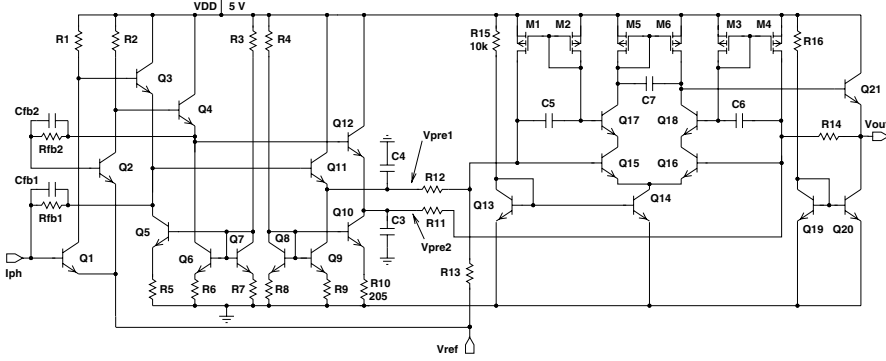 VDD 5 V
R1
R2
R3
R4
R15
10k
M1
M2
M5
M6
M3
M4
R16
Q3
Q4
Q21
Cfb2
Rfb2
Q12
C5
C7
C6
Q17
Q18
R14
Vout
Q2
Q11
C4
Vpre1
Q15
Q16
Cfb1
Rfb1
R12
Q13
Q14
Q5
Q7
Q8
Q10
C3
R11
Vpre2
Iph
Q1
Q6
Q9
Q19
Q20
R13
R5
R6
R7
R8
R9
R10
205
Vref